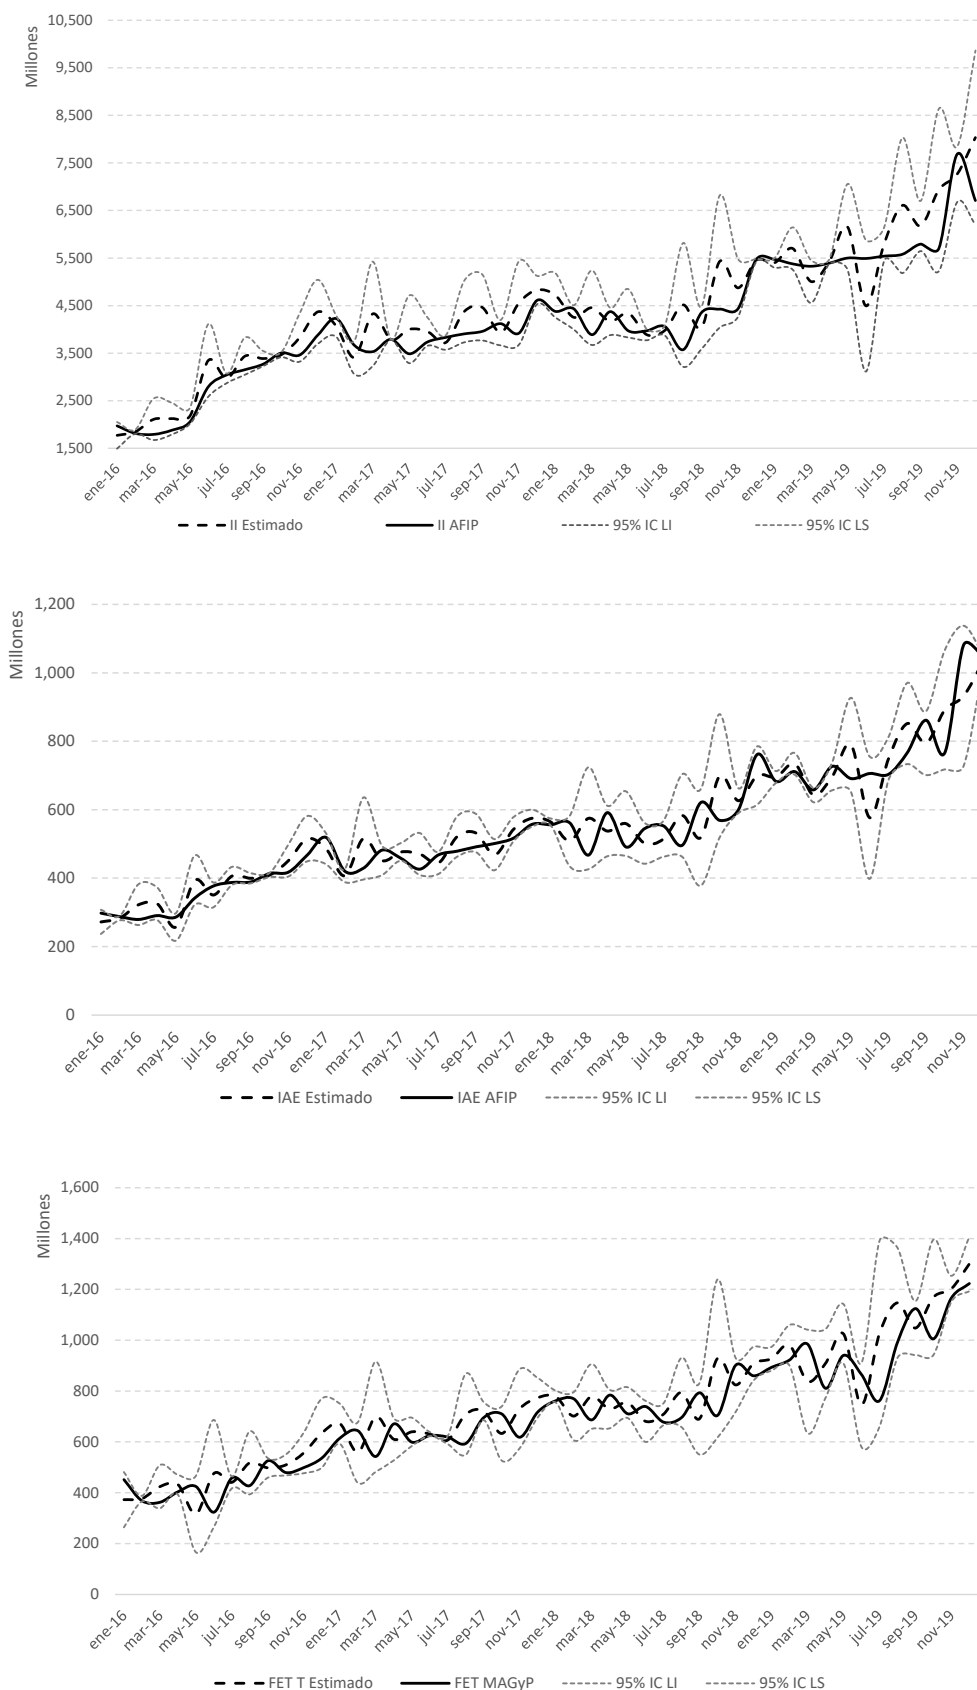 Millones
10,500
9,500
8,500
7,500
6,500
5,500
4,500
3,500
2,500
1,500
ene-16 mar-16 may-16 jul-16 sep-16 nov-16 ene-17 mar-17 may-17 jul-17 sep-17 nov-17 ene-18 mar-18 may-18 jul-18 sep-18 nov-18 ene-19 mar-19 may-19 jul-19 sep-19 nov-19
II Estimado II AFIP 95% IC LI 95% IC LS
Millones
1,200
1,000
800
600
400
200
0
ene-16 mar-16 may-16 jul-16 sep-16 nov-16 ene-17 mar-17 may-17 jul-17 sep-17 nov-17 ene-18 mar-18 may-18 jul-18 sep-18 nov-18 ene-19 mar-19 may-19 jul-19 sep-19 nov-19
IAE Estimado IAE AFIP 95% IC LI 95% IC LS
Millones
1,600
1,400
1,200
1,000
800
600
400
200
0
ene-16 mar-16 may-16 jul-16 sep-16 nov-16 ene-17 mar-17 may-17 jul-17 sep-17 nov-17 ene-18 mar-18 may-18 jul-18 sep-18 nov-18 ene-19 mar-19 may-19 jul-19 sep-19 nov-19
FET T Estimado FET MAGyP 95% IC LI 95% IC LS